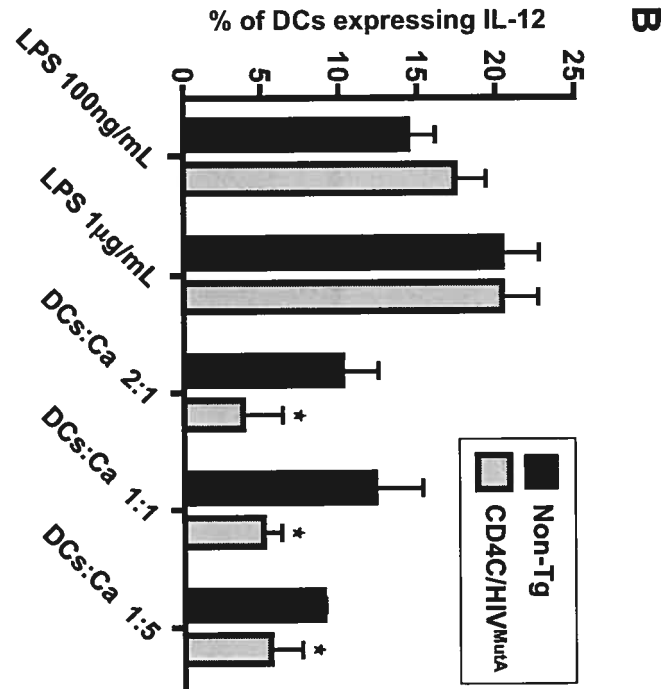 B
% of DCs expressing IL-12
0
5
10
15
20
25
LPS 100ng/mL
LPS 1µg/mL
DCs:Ca 2:1
DCs:Ca 1:1
DCs:Ca 1:5
*
*
*
Non-Tg
CD4C/HIVᴹᵘᵗᴬ